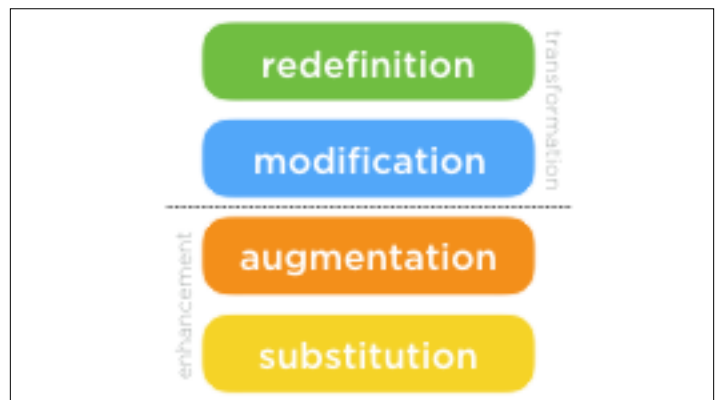 redefinition
transformation
modification
augmentation
enhancement
substitution